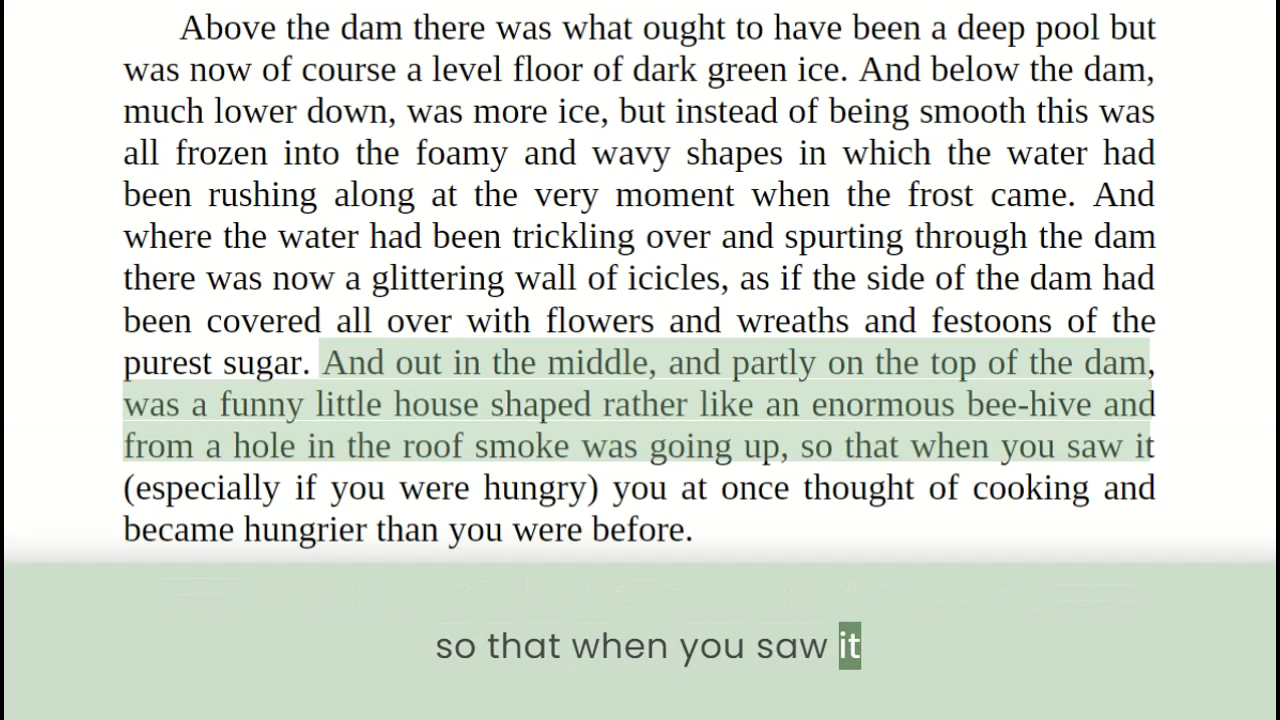 Above the dam there was what ought to have been a deep pool but
was now of course a level floor of dark green ice. And below the dam,
much lower down, was more ice, but instead of being smooth this was
all frozen into the foamy and wavy shapes in which the water had
been rushing along at the very moment when the frost came. And
where the water had been trickling over and spurting through the dam
there was now a glittering wall of icicles, as if the side of the dam had
been covered all over with flowers and wreaths and festoons of the
purest sugar. And out in the middle, and partly on the top of the dam,
was a funny little house shaped rather like an enormous bee-hive and
from a hole in the roof smoke was going up, so that when you saw it
(especially if you were hungry) you at once thought of cooking and
became hungrier than you were before.
so that when you saw it